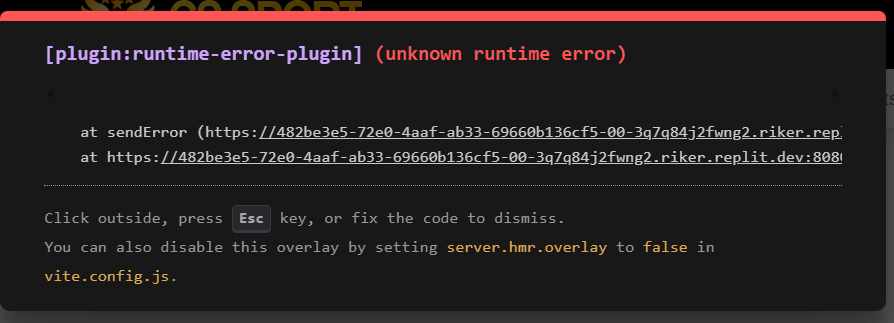 CS SPORT
[plugin:runtime-error-plugin] (unknown runtime error)
at sendError (https://482be3e5-72e0-4aaf-ab33-69660b136cf5-00-3q7q84j2fwng2.riker.repl
at https://482be3e5-72e0-4aaf-ab33-69660b136cf5-00-3q7q84j2fwng2.riker.replit.dev:8080
Click outside, press Esc key, or fix the code to dismiss.
You can also disable this overlay by setting server.hmr.overlay to false in
vite.config.js.